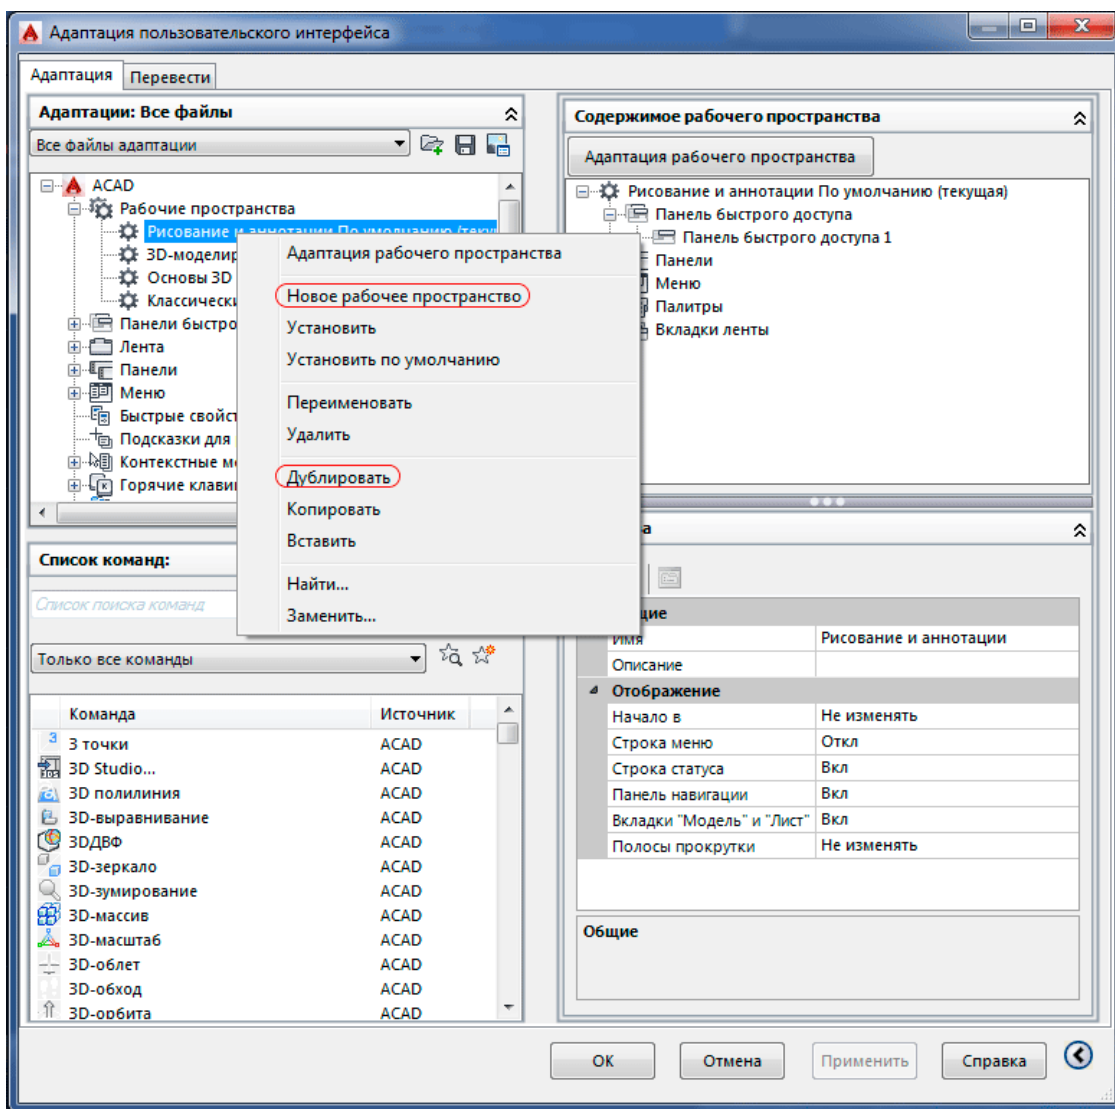 Адаптация пользовательского интерфейса
Адаптация
Перевести
Адаптации: Все файлы
Все файлы адаптации
ACAD
Рабочие пространства
Рисование и аннотации По умолчанию (теку
3D-моделир
Основы 3D
Классически
Панели быстро
Лента
Панели
Меню
Быстрые свойст
Подсказки для
Контекстные м
Горячие клави
Адаптация рабочего пространства
Новое рабочее пространство
Установить
Установить по умолчанию
Переименовать
Удалить
Дублировать
Копировать
Вставить
Найти...
Заменить...
Список команд:
Список поиска команд
Только все команды
Команда Источник
3 точки ACAD
3D Studio... ACAD
3D полилиния ACAD
3D-выравнивание ACAD
3DДВФ ACAD
3D-зеркало ACAD
3D-зумирование ACAD
3D-массив ACAD
3D-масштаб ACAD
3D-облет ACAD
3D-обход ACAD
3D-орбита ACAD
Содержимое рабочего пространства
Адаптация рабочего пространства
Рисование и аннотации По умолчанию (текущая)
Панель быстрого доступа
Панель быстрого доступа 1
Панели
Меню
Палитры
Вкладки ленты
а
щие
Имя Рисование и аннотации
Описание
Отображение
Начало в Не изменять
Строка меню Откл
Строка статуса Вкл
Панель навигации Вкл
Вкладки "Модель" и "Лист" Вкл
Полосы прокрутки Не изменять
Общие
ОК
Отмена
Применить
Справка